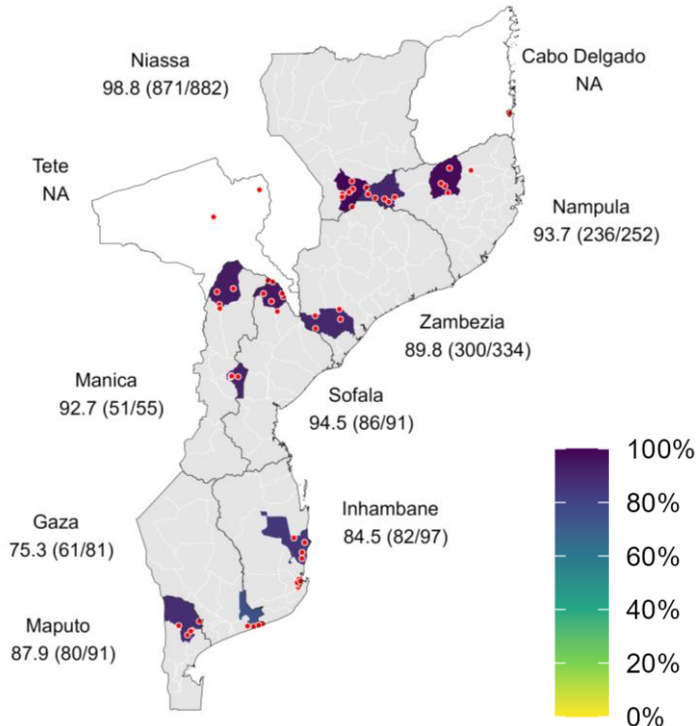 Niassa
98.8 (871/882)
Cabo Delgado
NA
Tete
NA
Nampula
93.7 (236/252)
Zambezia
89.8 (300/334)
Manica
92.7 (51/55)
Sofala
94.5 (86/91)
Inhambane
84.5 (82/97)
Gaza
75.3 (61/81)
Maputo
87.9 (80/91)
100%
80%
60%
40%
20%
0%